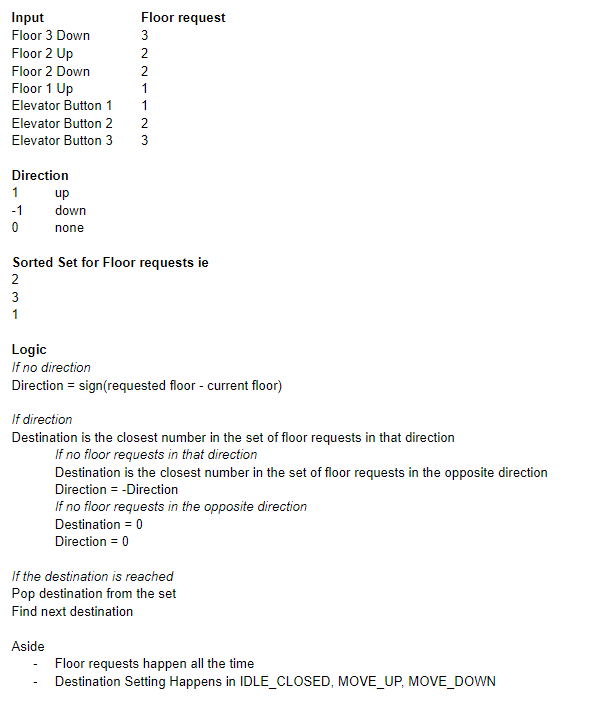 Input Floor request
Floor 3 Down 3
Floor 2 Up 2
Floor 2 Down 2
Floor 1 Up 1
Elevator Button 1 1
Elevator Button 2 2
Elevator Button 3 3
Direction
1 up
-1 down
0 none
Sorted Set for Floor requests ie
2
3
1
Logic
If no direction
Direction = sign(requested floor - current floor)
If direction
Destination is the closest number in the set of floor requests in that direction
If no floor requests in that direction
Destination is the closest number in the set of floor requests in the opposite direction
Direction = -Direction
If no floor requests in the opposite direction
Destination = 0
Direction = 0
If the destination is reached
Pop destination from the set
Find next destination
Aside
- Floor requests happen all the time
- Destination Setting Happens in IDLE_CLOSED, MOVE_UP, MOVE_DOWN